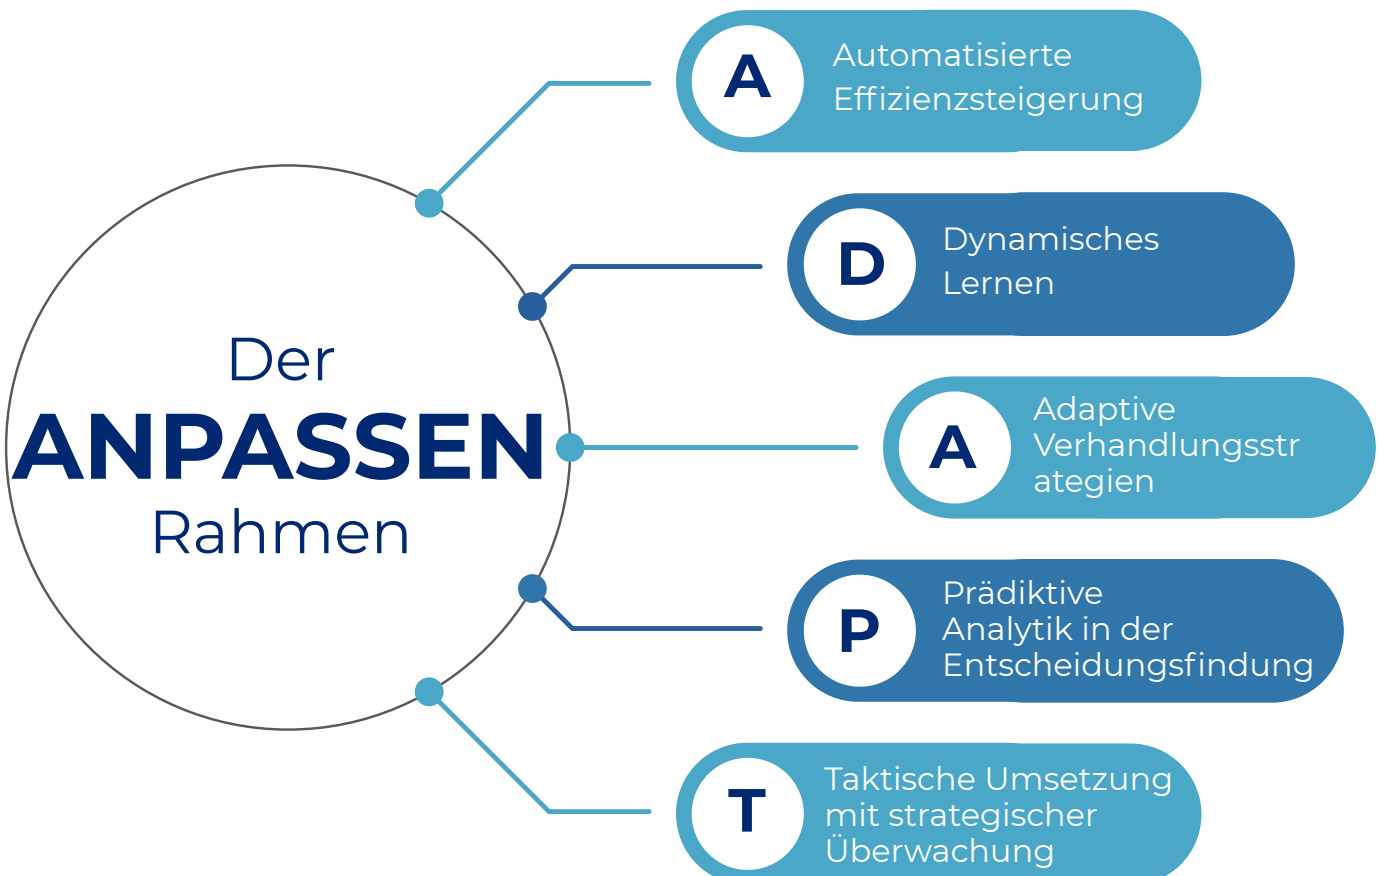 Der
ANPASSEN
Rahmen
A
Automatisierte
Effizienzsteigerung
D
Dynamisches
Lernen
A
Adaptive
Verhandlungsstr
ategien
P
Prädiktive
Analytik in der
Entscheidungsfindung
T
Taktische Umsetzung
mit strategischer
Überwachung